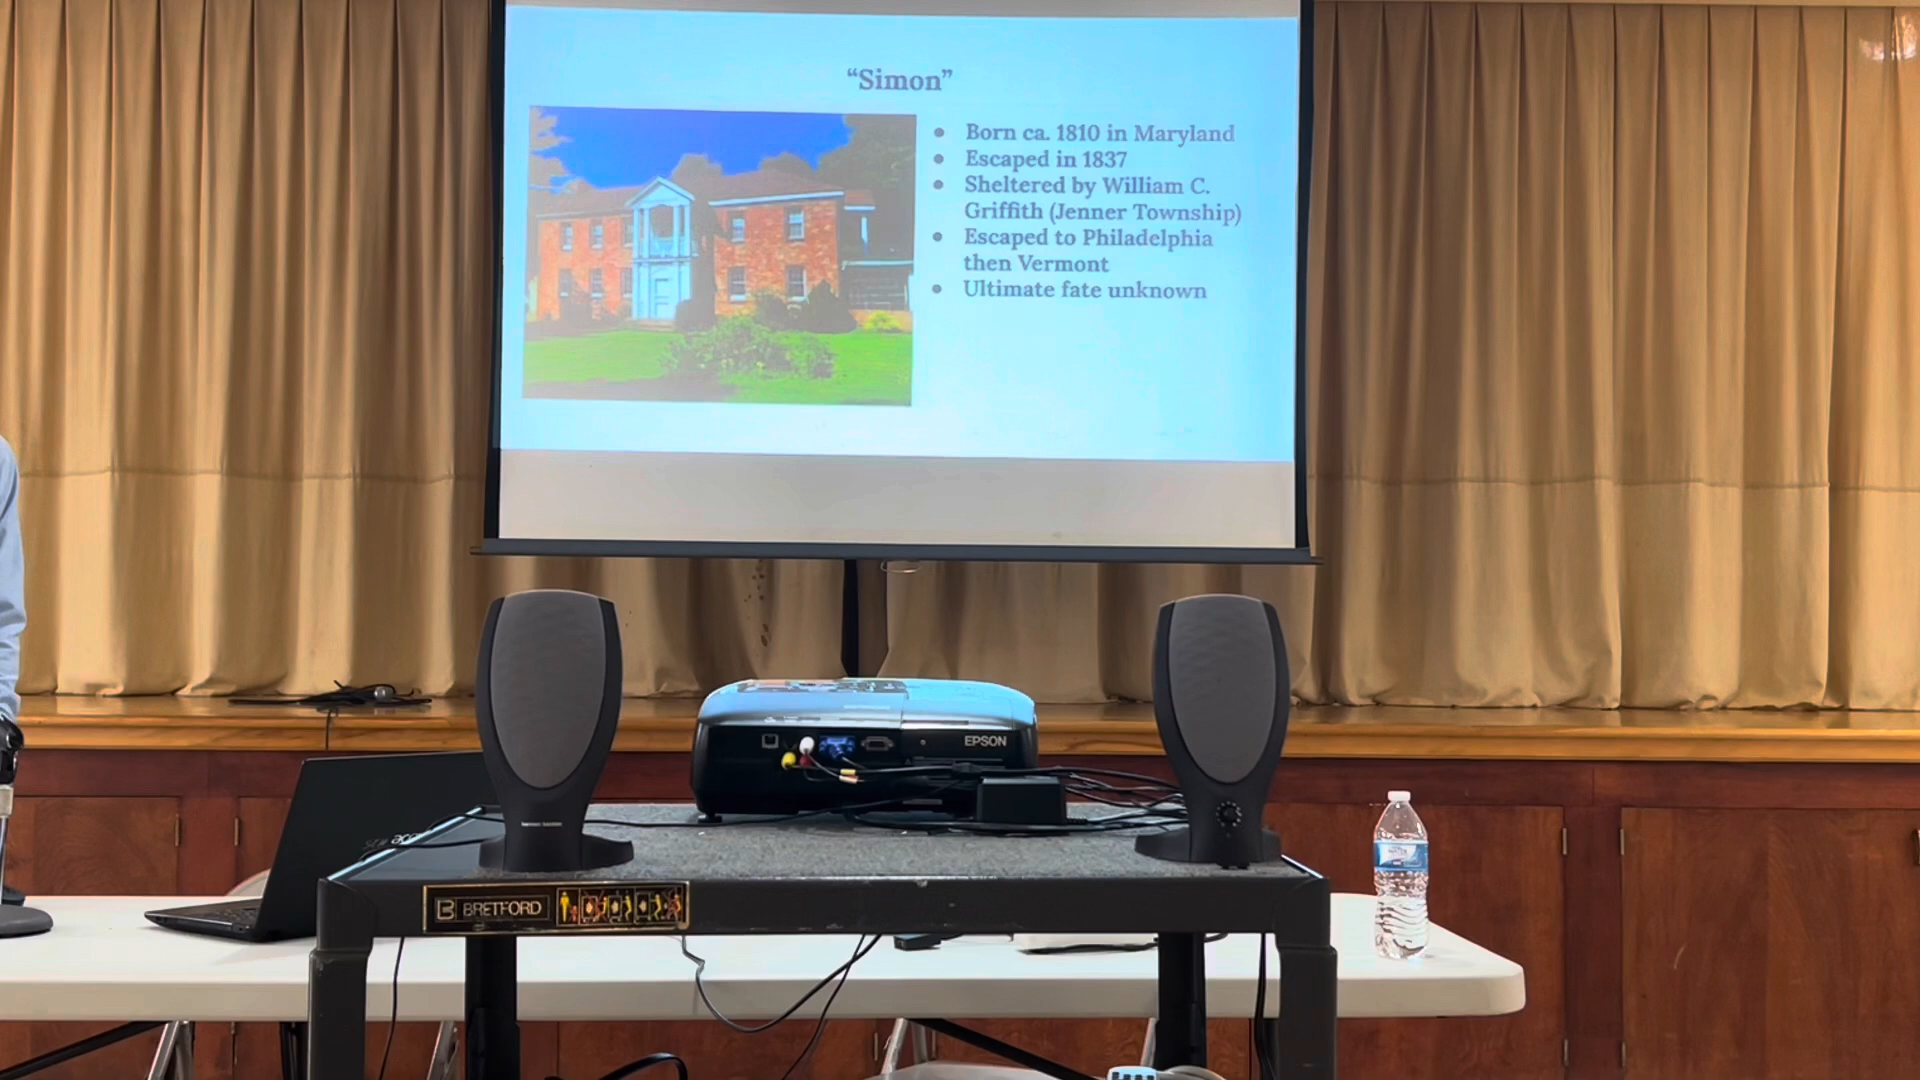 “Simon”
● Born ca. 1810 in Maryland
● Escaped in 1837
● Sheltered by William C.
Griffith (Jenner Township)
● Escaped to Philadelphia
then Vermont
● Ultimate fate unknown
EPSON
acer
BRETFORD